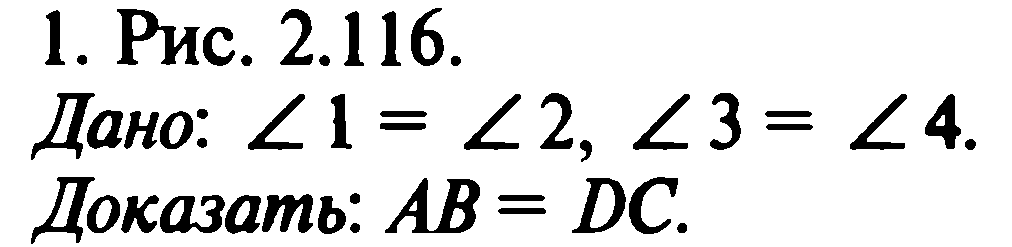 1. Рис. 2.116.
Дано: ∠1 = ∠2, ∠3 = ∠4.
Доказать: AB = DC.